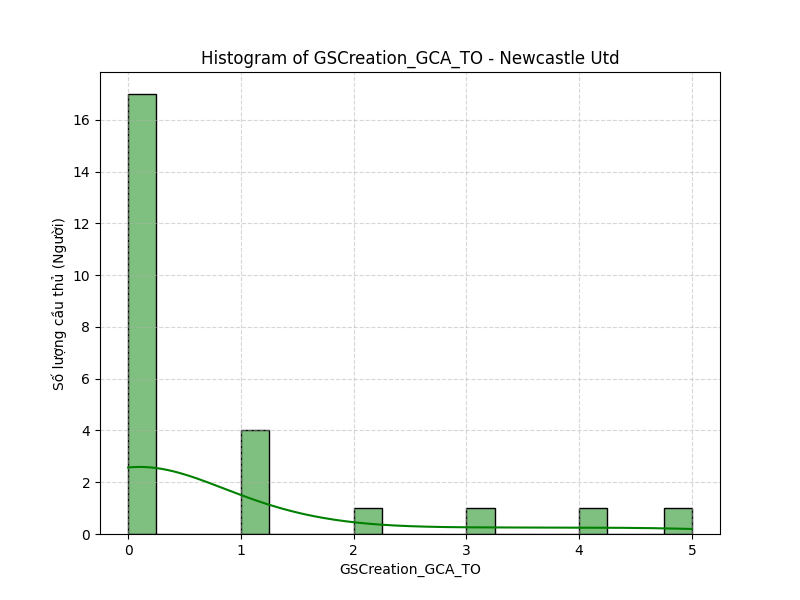 Histogram of GSCreation_GCA_TO - Newcastle Utd
Số lượng cầu thủ (Người)
16
14
12
10
8
6
4
2
0
0 1 2 3 4 5
GSCreation_GCA_TO